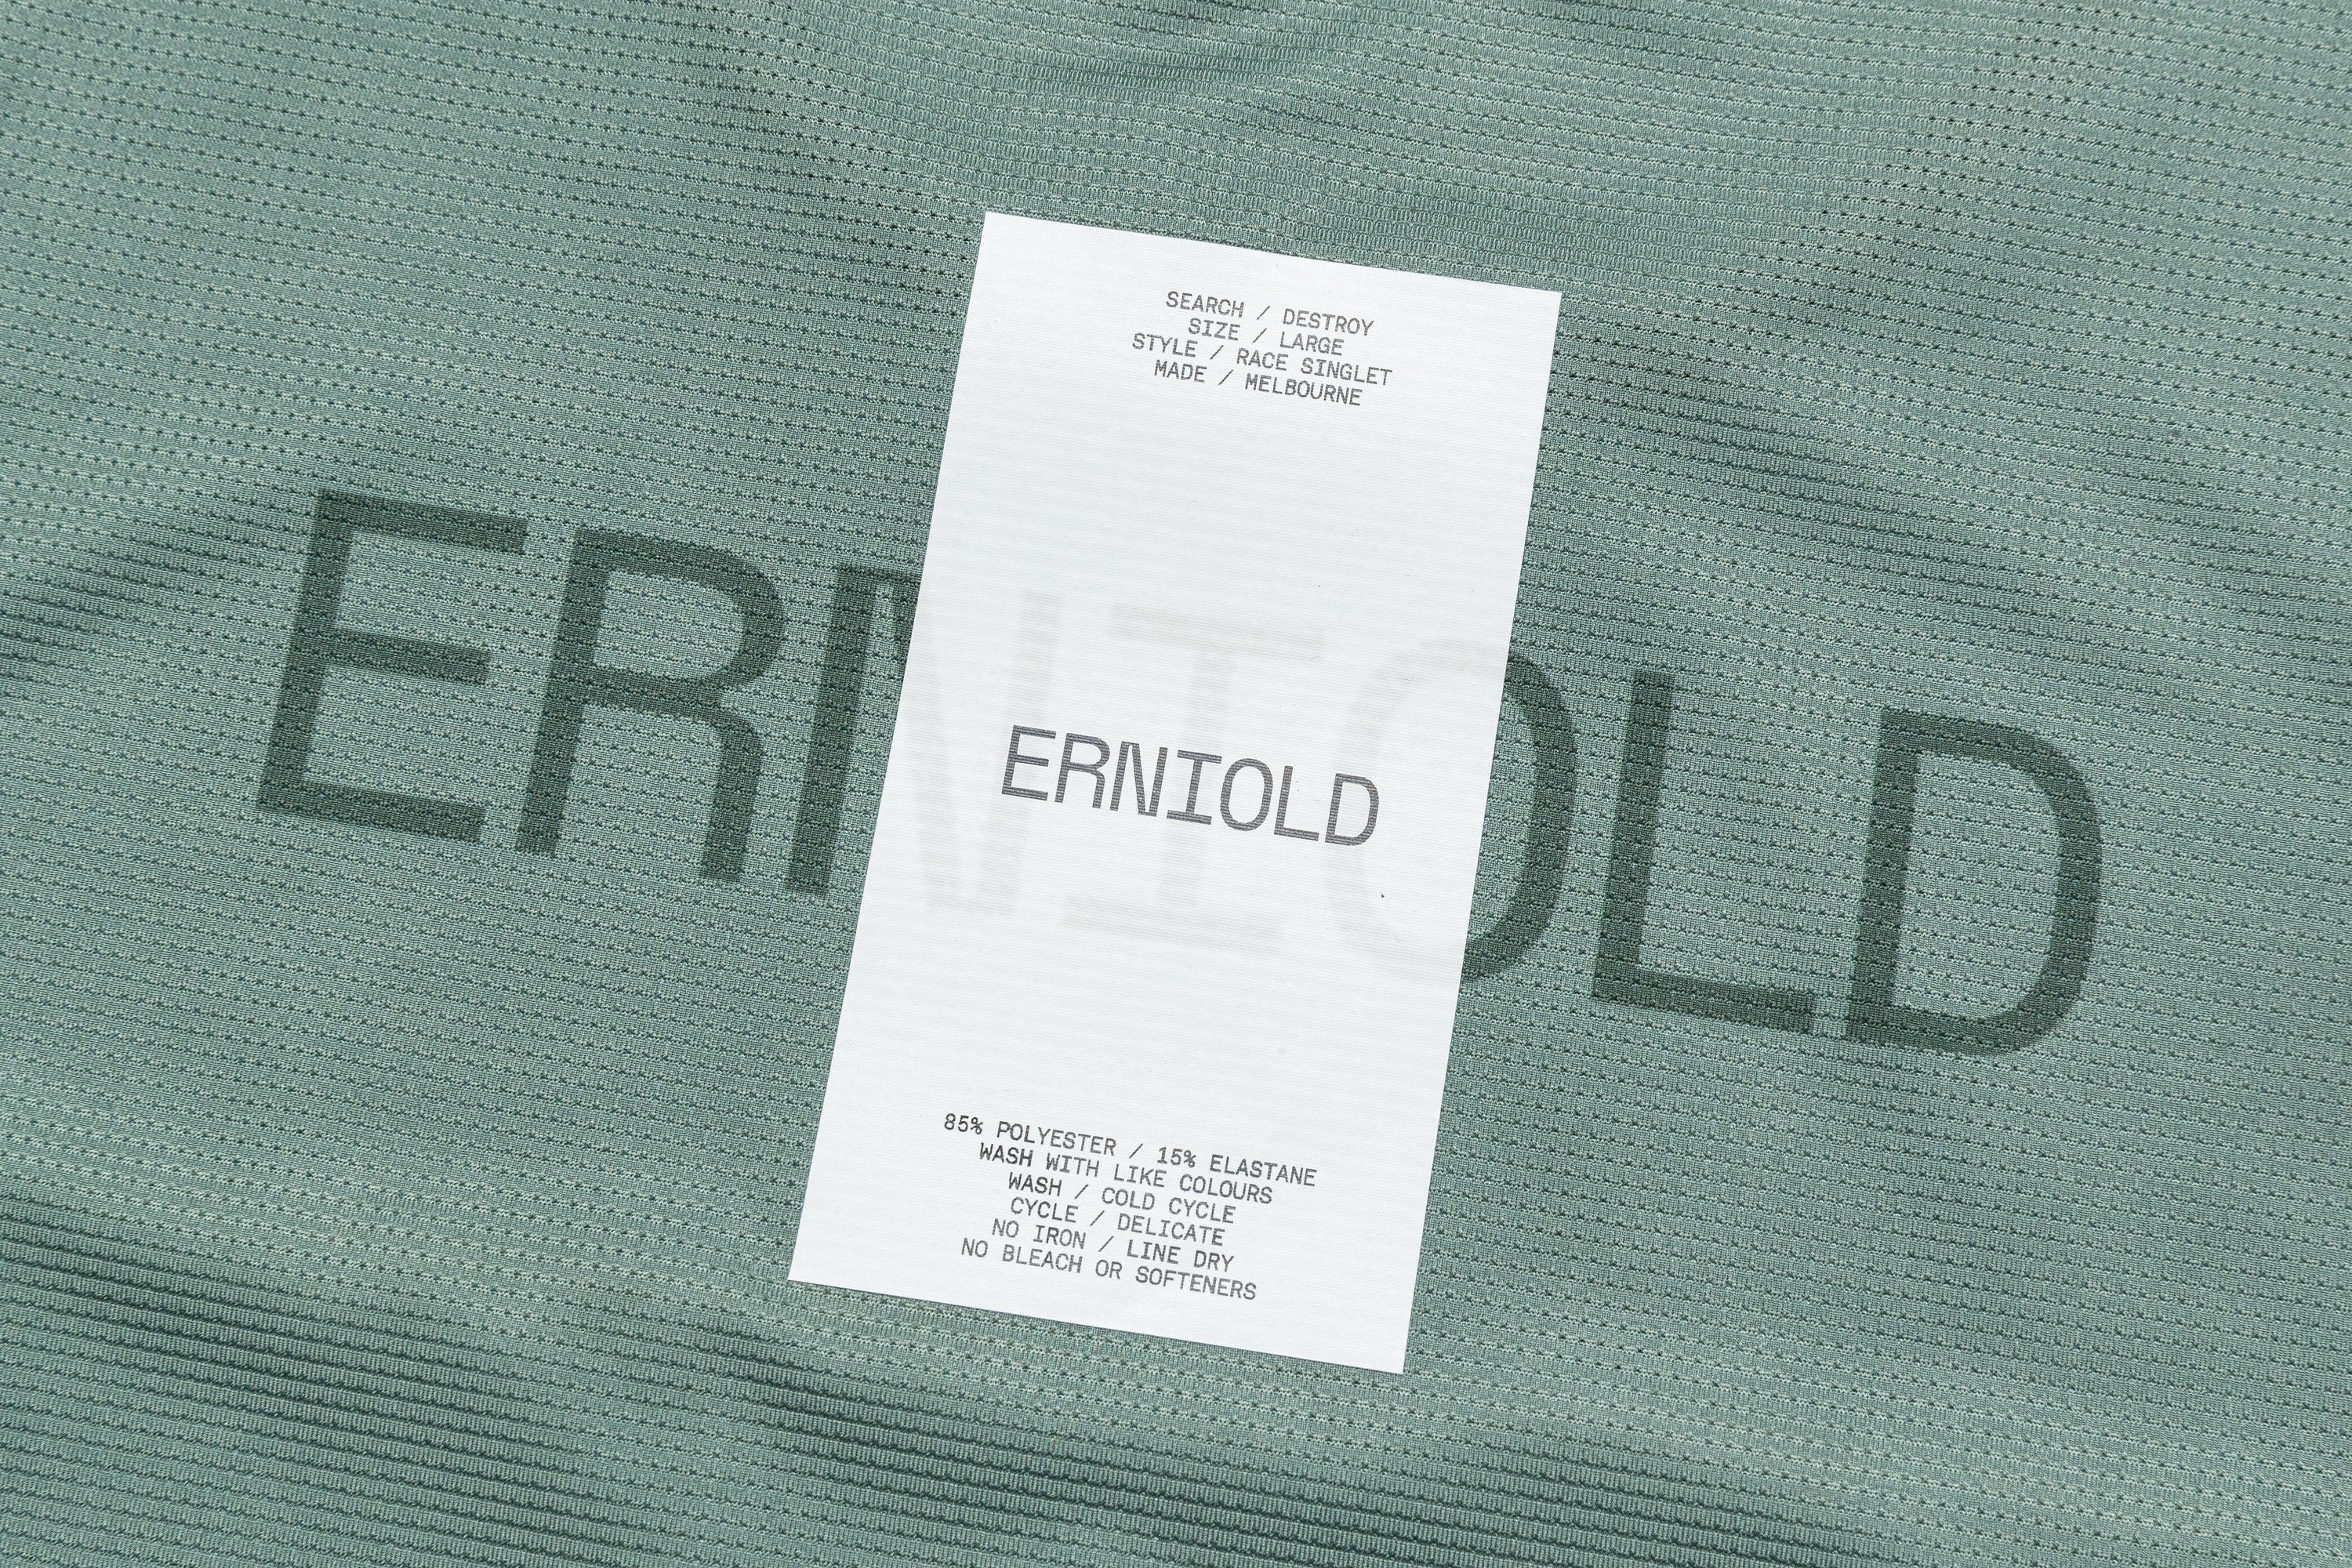 SEARCH / DESTROY
SIZE / LARGE
STYLE / RACE SINGLET
MADE / MELBOURNE
ERNIOLD
ERNIOLD
85% POLYESTER / 15% ELASTANE
WASH WITH LIKE COLOURS
WASH / COLD CYCLE
CYCLE / DELICATE
NO IRON / LINE DRY
NO BLEACH OR SOFTENERS